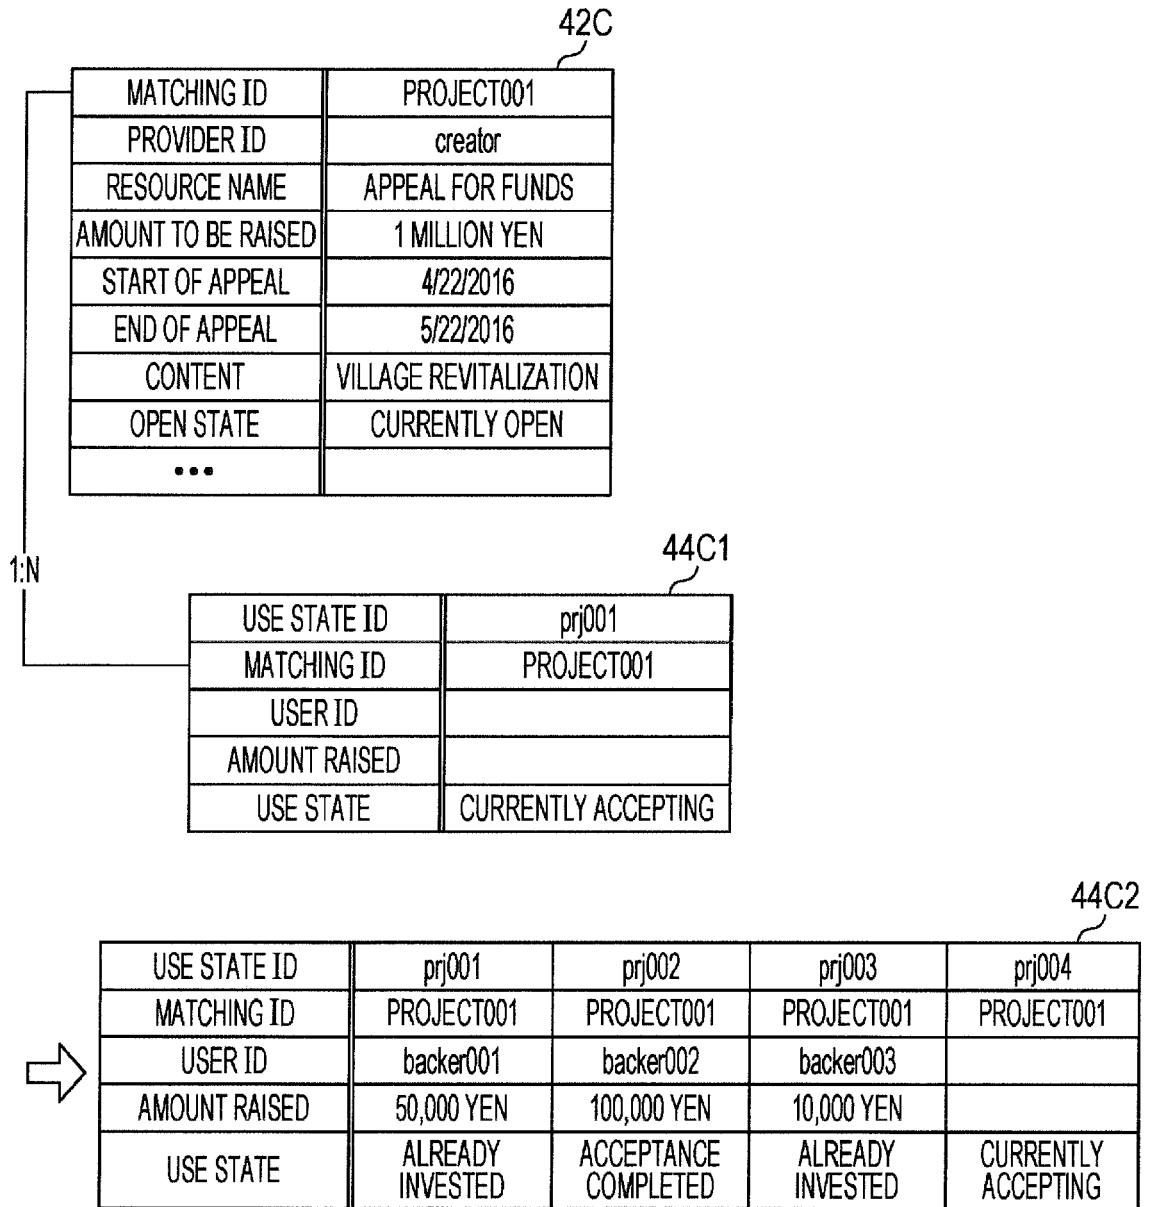 42C
MATCHING ID PROJECT001
PROVIDER ID creator
RESOURCE NAME APPEAL FOR FUNDS
AMOUNT TO BE RAISED 1 MILLION YEN
START OF APPEAL 4/22/2016
END OF APPEAL 5/22/2016
CONTENT VILLAGE REVITALIZATION
OPEN STATE CURRENTLY OPEN
•••
1:N
44C1
USE STATE ID prj001
MATCHING ID PROJECT001
USER ID
AMOUNT RAISED
USE STATE CURRENTLY ACCEPTING
44C2
USE STATE ID prj001 prj002 prj003 prj004
MATCHING ID PROJECT001 PROJECT001 PROJECT001 PROJECT001
USER ID backer001 backer002 backer003
AMOUNT RAISED 50,000 YEN 100,000 YEN 10,000 YEN
USE STATE ALREADY INVESTED ACCEPTANCE COMPLETED ALREADY INVESTED CURRENTLY ACCEPTING